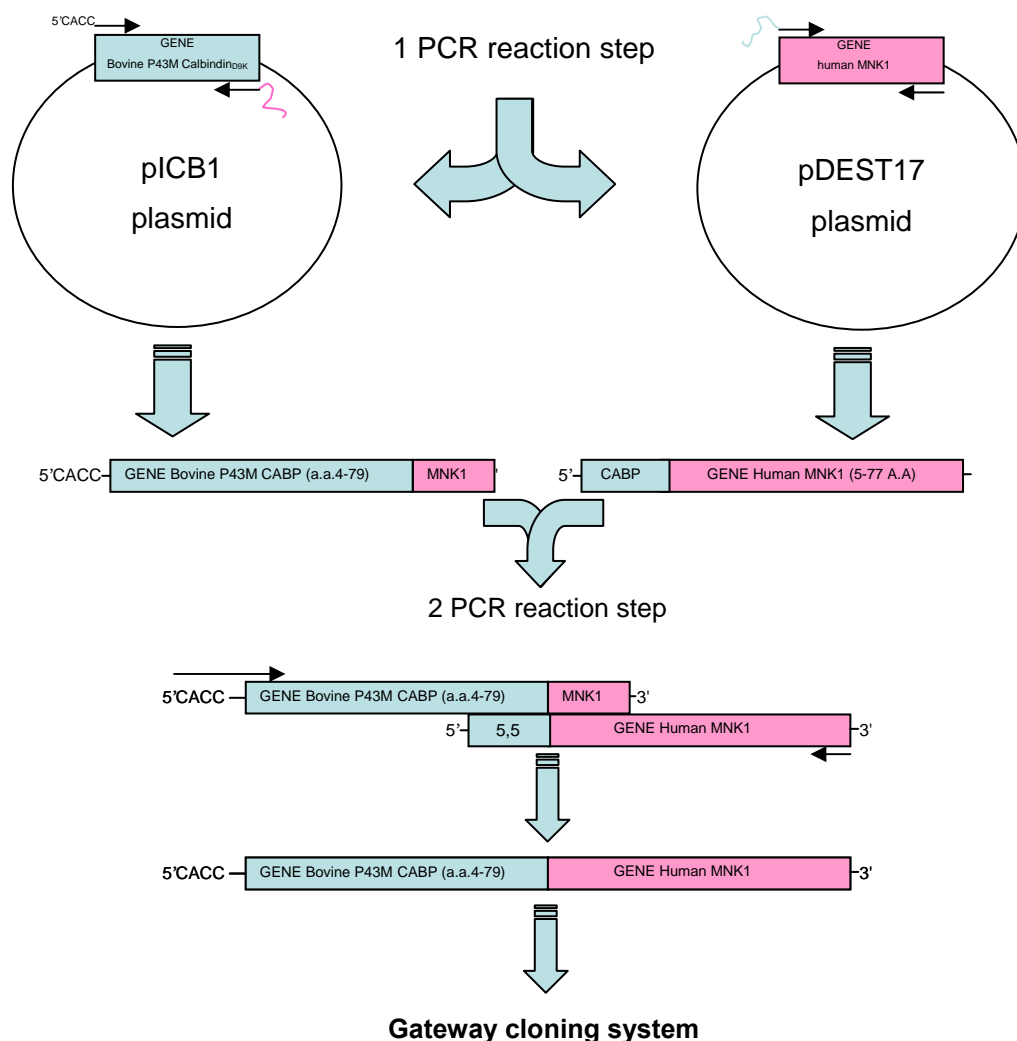 5'CACC
GENE
Bovine P43M CalbindinD9K
1 PCR reaction step
GENE
human MNK1
pICB1
plasmid
pDEST17
plasmid
5'CACC
GENE Bovine P43M CABP (a.a.4-79)
MNK1
'
5'-
CABP
GENE Human MNK1 (5-77 A.A)
2 PCR reaction step
5'CACC
GENE Bovine P43M CABP (a.a.4-79)
MNK1
3'
5'-
5,5
GENE Human MNK1
3'
5'CACC
GENE Bovine P43M CABP (a.a.4-79)
GENE Human MNK1
3'
Gateway cloning system